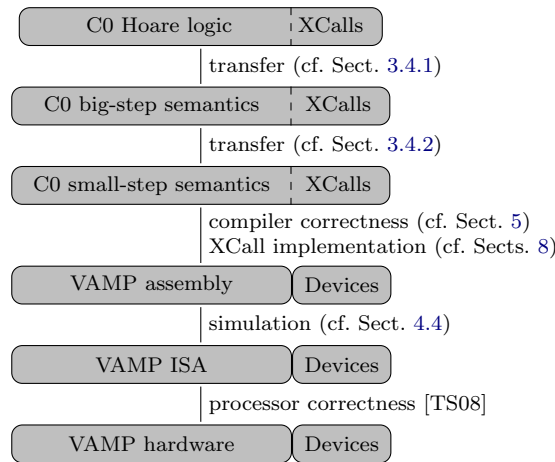 C0 Hoare logic XCalls
transfer (cf. Sect. 3.4.1)
C0 big-step semantics XCalls
transfer (cf. Sect. 3.4.2)
C0 small-step semantics XCalls
compiler correctness (cf. Sect. 5)
XCall implementation (cf. Sects. 8)
VAMP assembly Devices
simulation (cf. Sect. 4.4)
VAMP ISA Devices
processor correctness [TS08]
VAMP hardware Devices